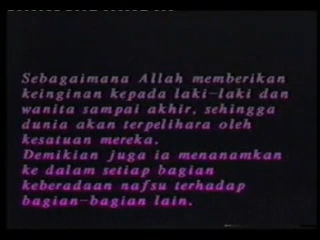 Sebagaimana Allah memberikan
keinginan kepada laki-laki dan
wanita sampai akhir, sehingga
dunia akan terpelihara oleh
kesatuan mereka.
Demikian juga ia menanamkan
ke dalam setiap bagian
keberadaan nafsu terhadap
bagian-bagian lain.